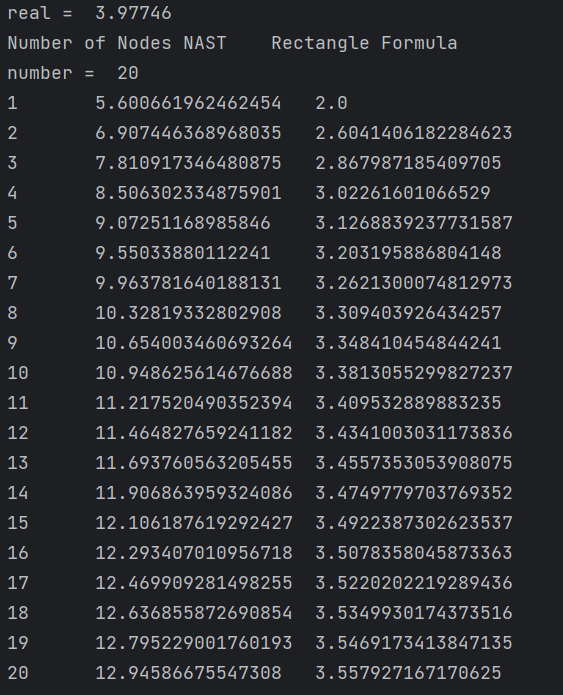 real =  3.97746
Number of Nodes NAST    Rectangle Formula
number =  20
1       5.600661962462454   2.0
2       6.907446368968035   2.6041406182284623
3       7.810917346480875   2.867987185409705
4       8.506302334875901   3.02261601066529
5       9.07251168985846    3.1268839237731587
6       9.55033880112241    3.203195886804148
7       9.963781640188131   3.2621300074812973
8       10.32819332802908   3.309403926434257
9       10.654003460693264  3.348410454844241
10      10.948625614676688  3.3813055299827237
11      11.217520490352394  3.409532889883235
12      11.464827659241182  3.4341003031173836
13      11.693760563205455  3.4557353053908075
14      11.906863959324086  3.4749779703769352
15      12.106187619292427  3.4922387302623537
16      12.293407010956718  3.5078358045873363
17      12.469909281498255  3.5220202219289436
18      12.636855872690854  3.5349930174373516
19      12.795229001760193  3.5469173413847135
20      12.94586675547308   3.557927167170625